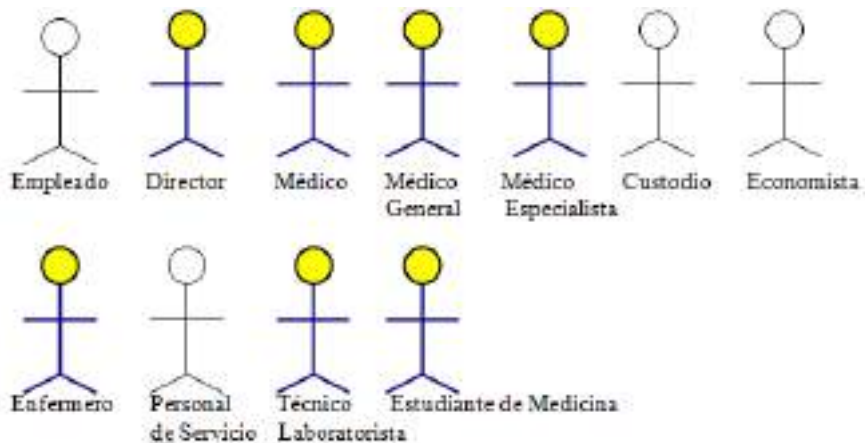 Empleado Director Médico Médico Médico Custodio Economista
General Especialista
Enfermero Personal Técnico Estudiante de Medicina
de Servicio Laboratorista